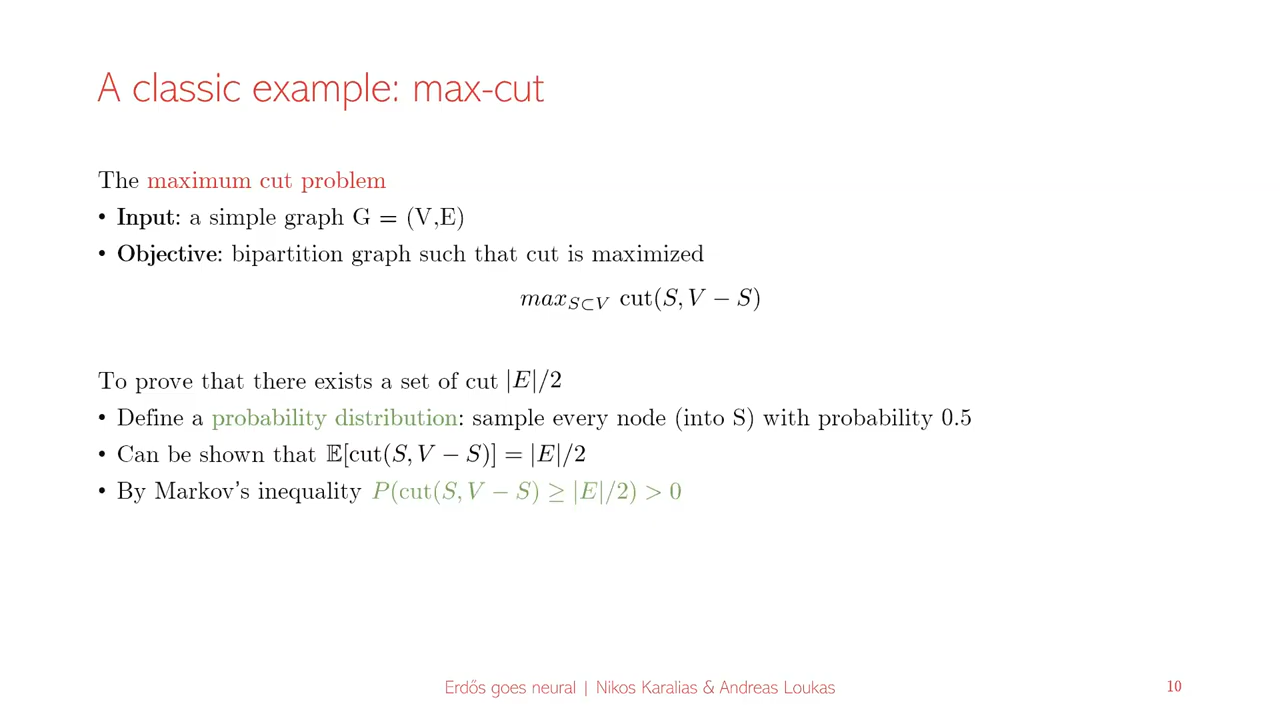 A classic example: max-cut
The maximum cut problem
• Input: a simple graph G = (V,E)
• Objective: bipartition graph such that cut is maximized
max_{S⊂V} cut(S, V − S)
To prove that there exists a set of cut |E|/2
• Define a probability distribution: sample every node (into S) with probability 0.5
• Can be shown that 𝔼[cut(S, V − S)] = |E|/2
• By Markov's inequality P(cut(S, V − S) ≥ |E|/2) > 0
Erdős goes neural | Nikos Karalias & Andreas Loukas
10